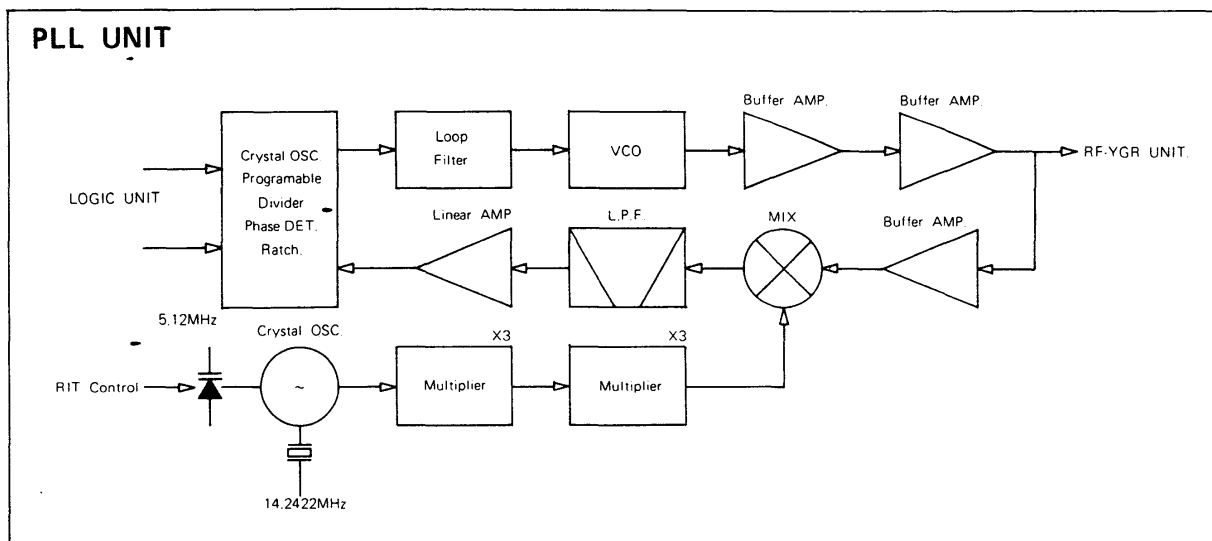 PLL UNIT
Buffer AMP.
Buffer AMP.
Crystal OSC.
Programable
Divider
Phase DET.
Ratch.
Loop
Filter
VCO
RF-YGR UNIT.
LOGIC UNIT
Linear AMP
L.P.F.
MIX
Buffer AMP.
5.12MHz
Crystal OSC.
X3
X3
RIT Control
~
Multiplier
Multiplier
14.2422MHz